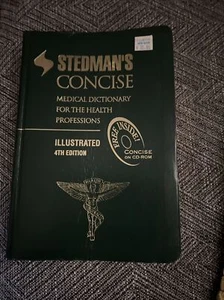 STEDMAN'S
CONCISE
MEDICAL DICTIONARY
FOR THE HEALTH
PROFESSIONS
ILLUSTRATED
4TH EDITION
FREE INSIDE!
CONCISE
ON CD-ROM